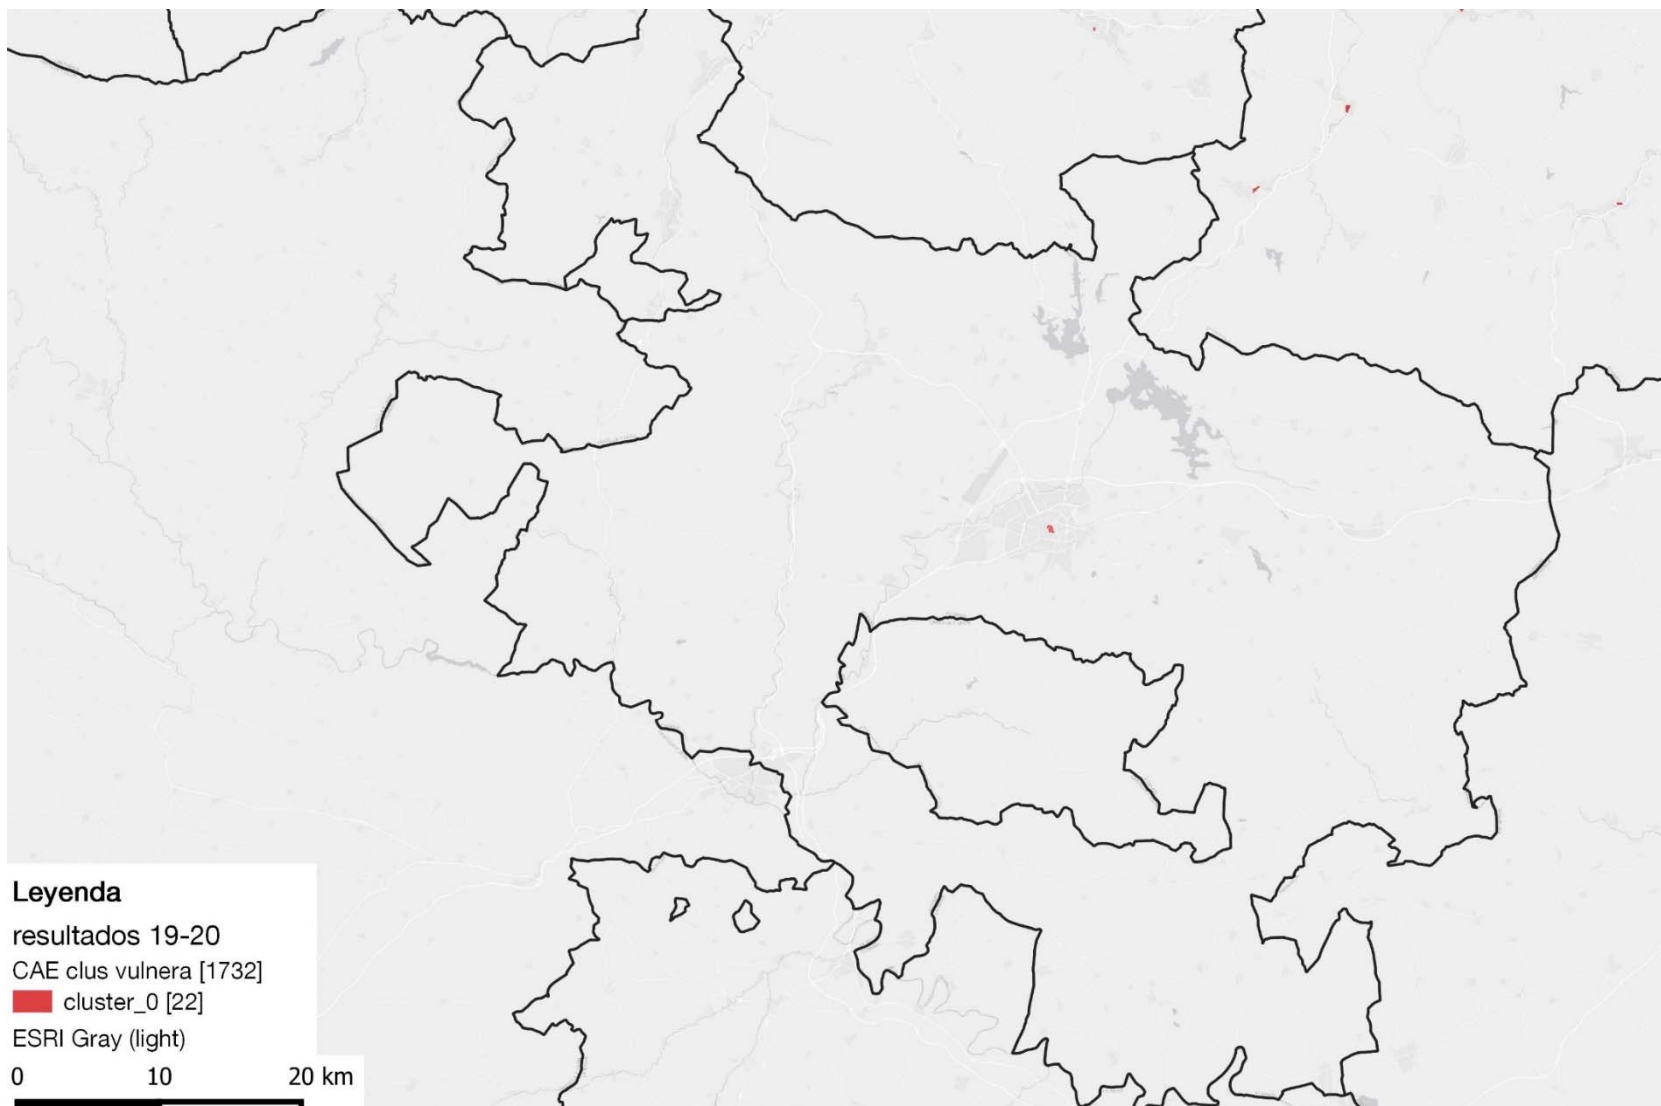 Leyenda
resultados 19-20
CAE clus vulnera [1732]
cluster_0 [22]
ESRI Gray (light)
0 10 20 km